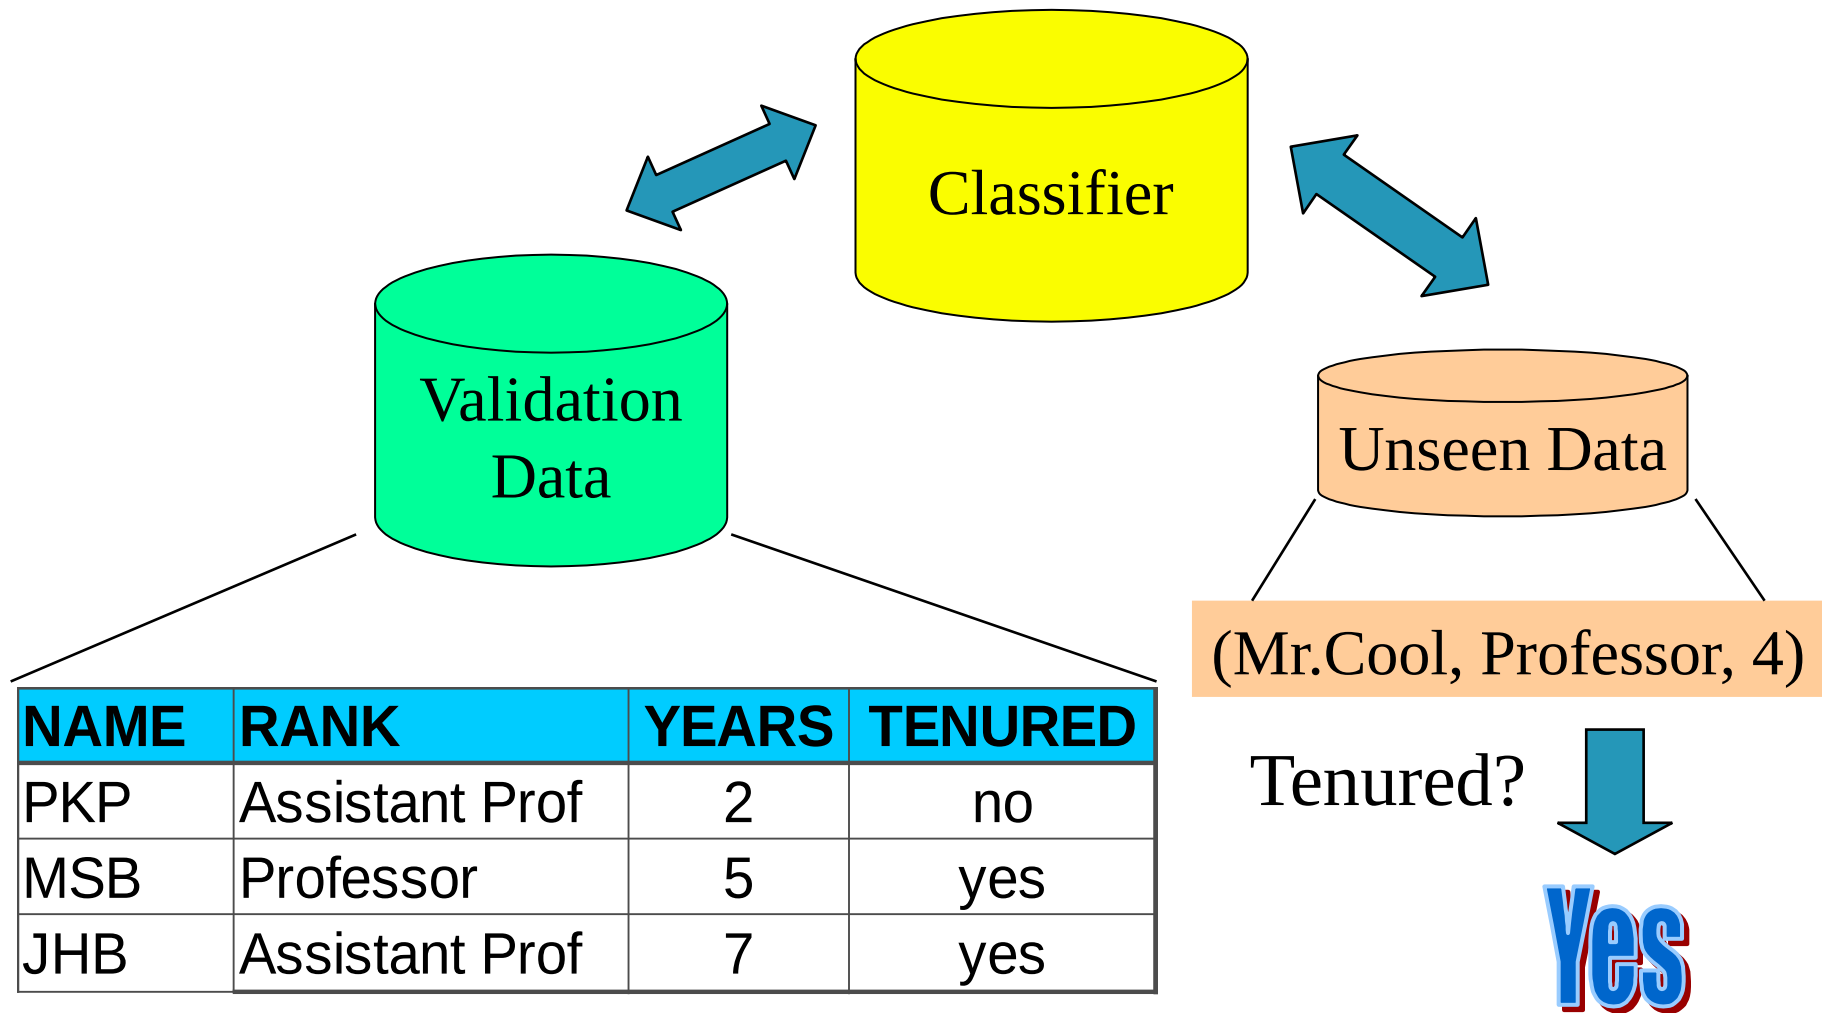 Classifier
Validation
Data
Unseen Data
(Mr.Cool, Professor, 4)
NAME RANK YEARS TENURED
PKP Assistant Prof 2 no
MSB Professor 5 yes
JHB Assistant Prof 7 yes
Tenured?
Yes